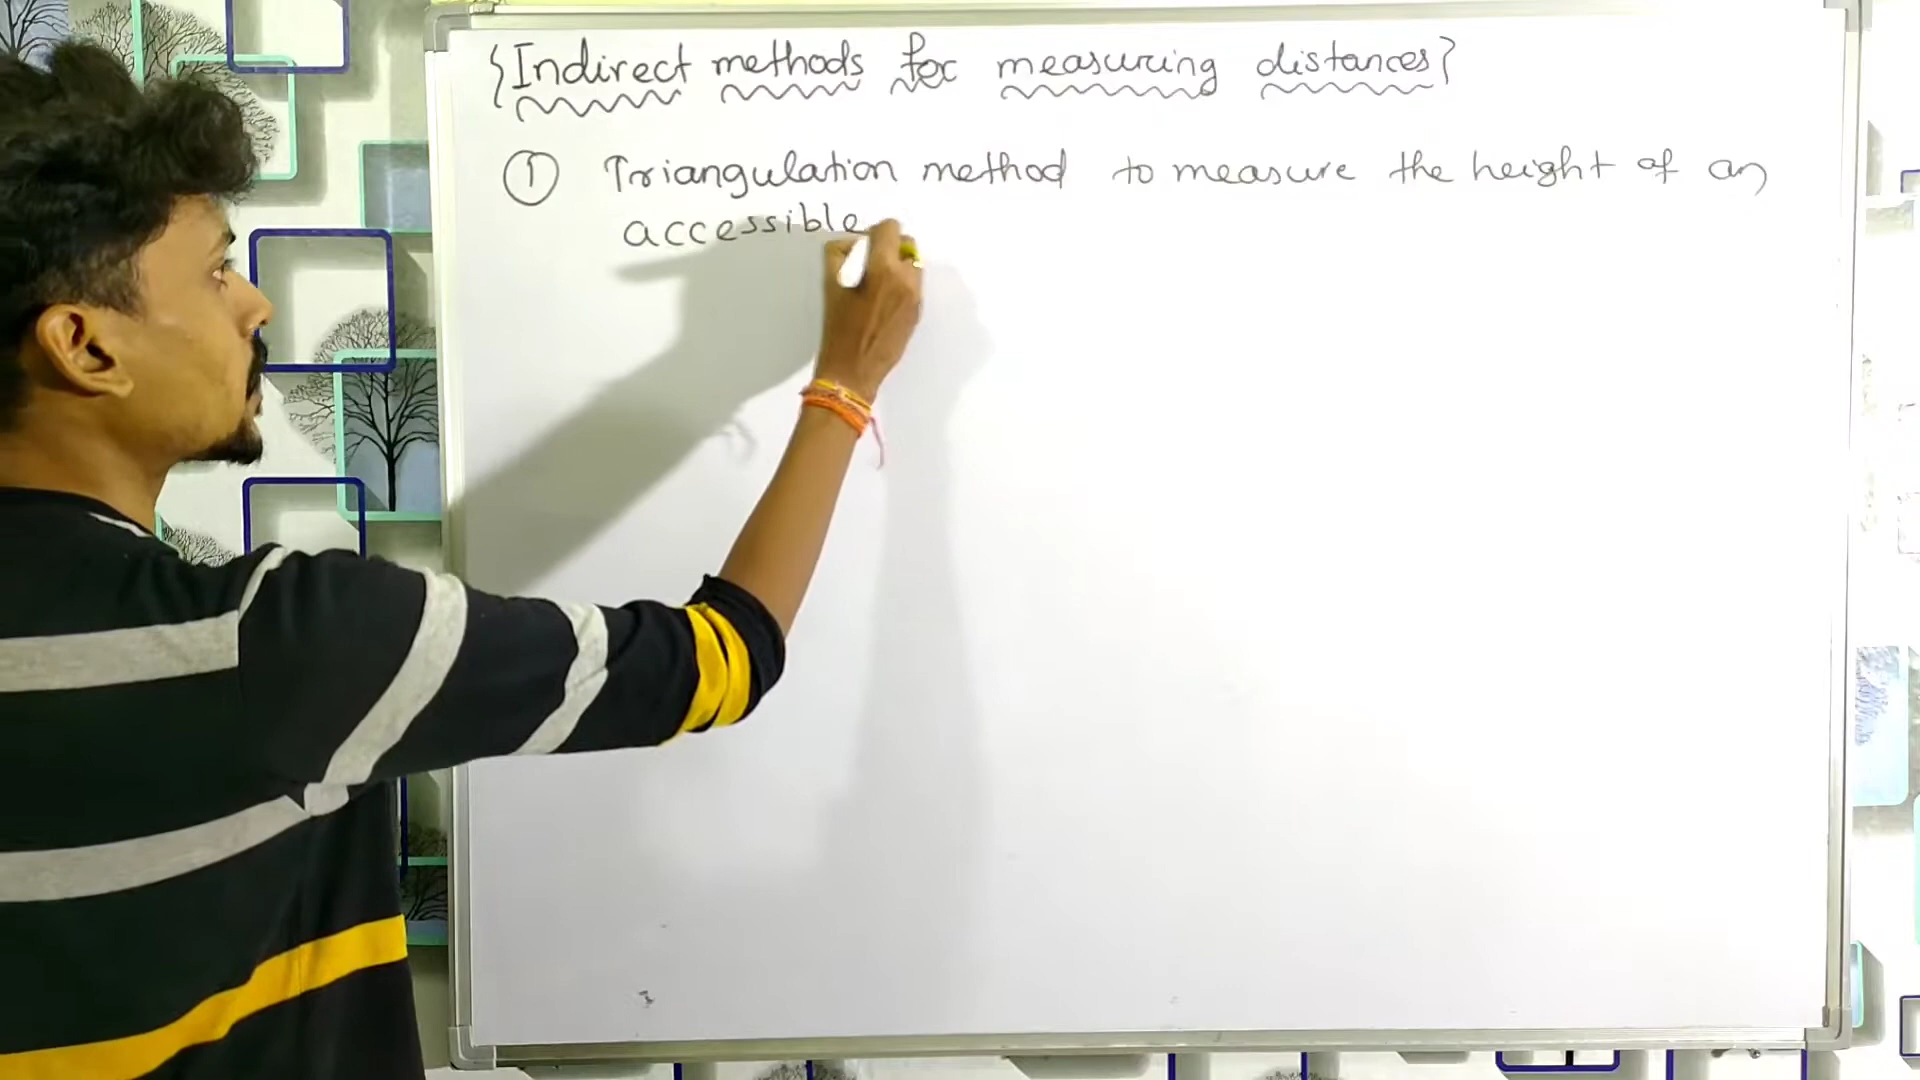 {Indirect methods for measuring distances}
① Triangulation method to measure the height of an
accessible